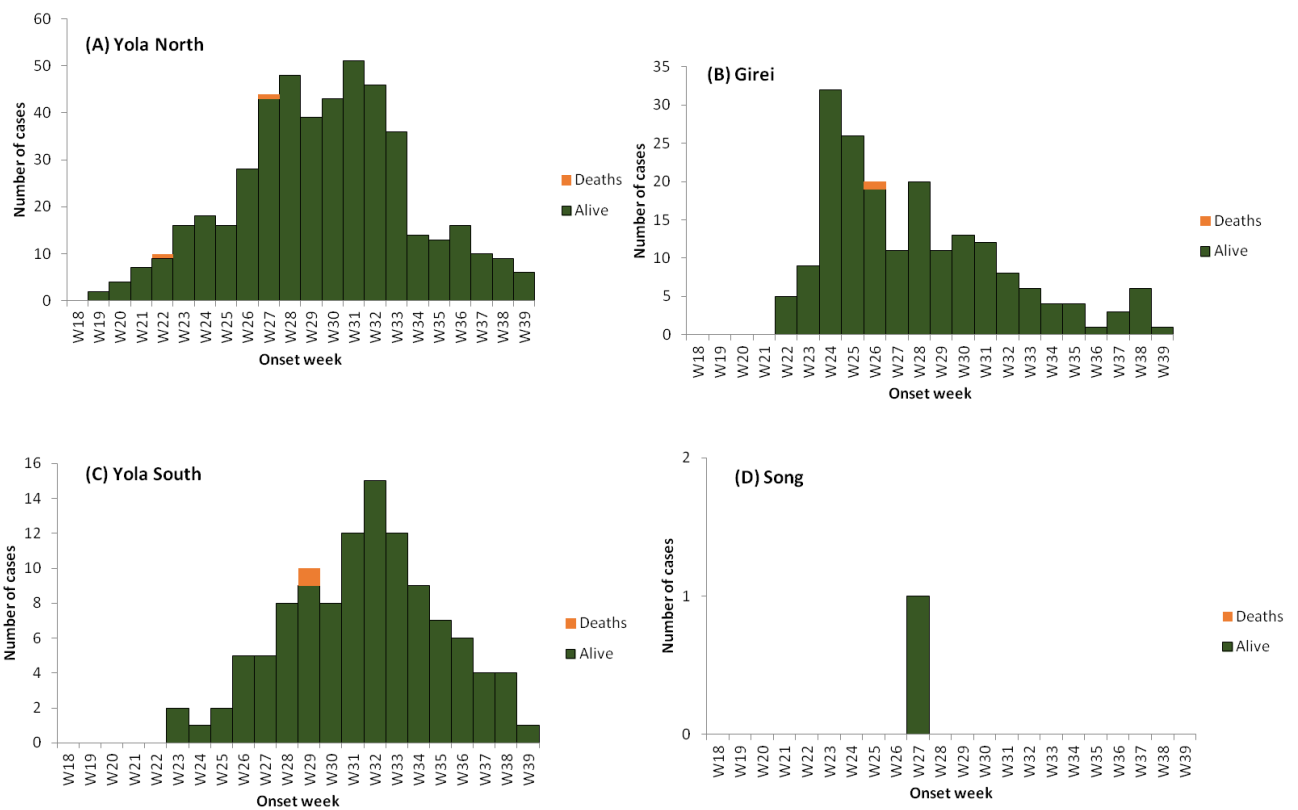 (A) Yola North
Number of cases
60
50
40
30
20
10
0
W18 W19 W20 W21 W22 W23 W24 W25 W26 W27 W28 W29 W30 W31 W32 W33 W34 W35 W36 W37 W38 W39
Onset week
Deaths
Alive
(B) Girei
Number of cases
35
30
25
20
15
10
5
0
W18 W19 W20 W21 W22 W23 W24 W25 W26 W27 W28 W29 W30 W31 W32 W33 W34 W35 W36 W37 W38 W39
Onset week
Deaths
Alive
(C) Yola South
Number of cases
16
14
12
10
8
6
4
2
0
W18 W19 W20 W21 W22 W23 W24 W25 W26 W27 W28 W29 W30 W31 W32 W33 W34 W35 W36 W37 W38 W39
Onset week
Deaths
Alive
(D) Song
Number of cases
2
1
0
W18 W19 W20 W21 W22 W23 W24 W25 W26 W27 W28 W29 W30 W31 W32 W33 W34 W35 W36 W37 W38 W39
Onset week
Deaths
Alive